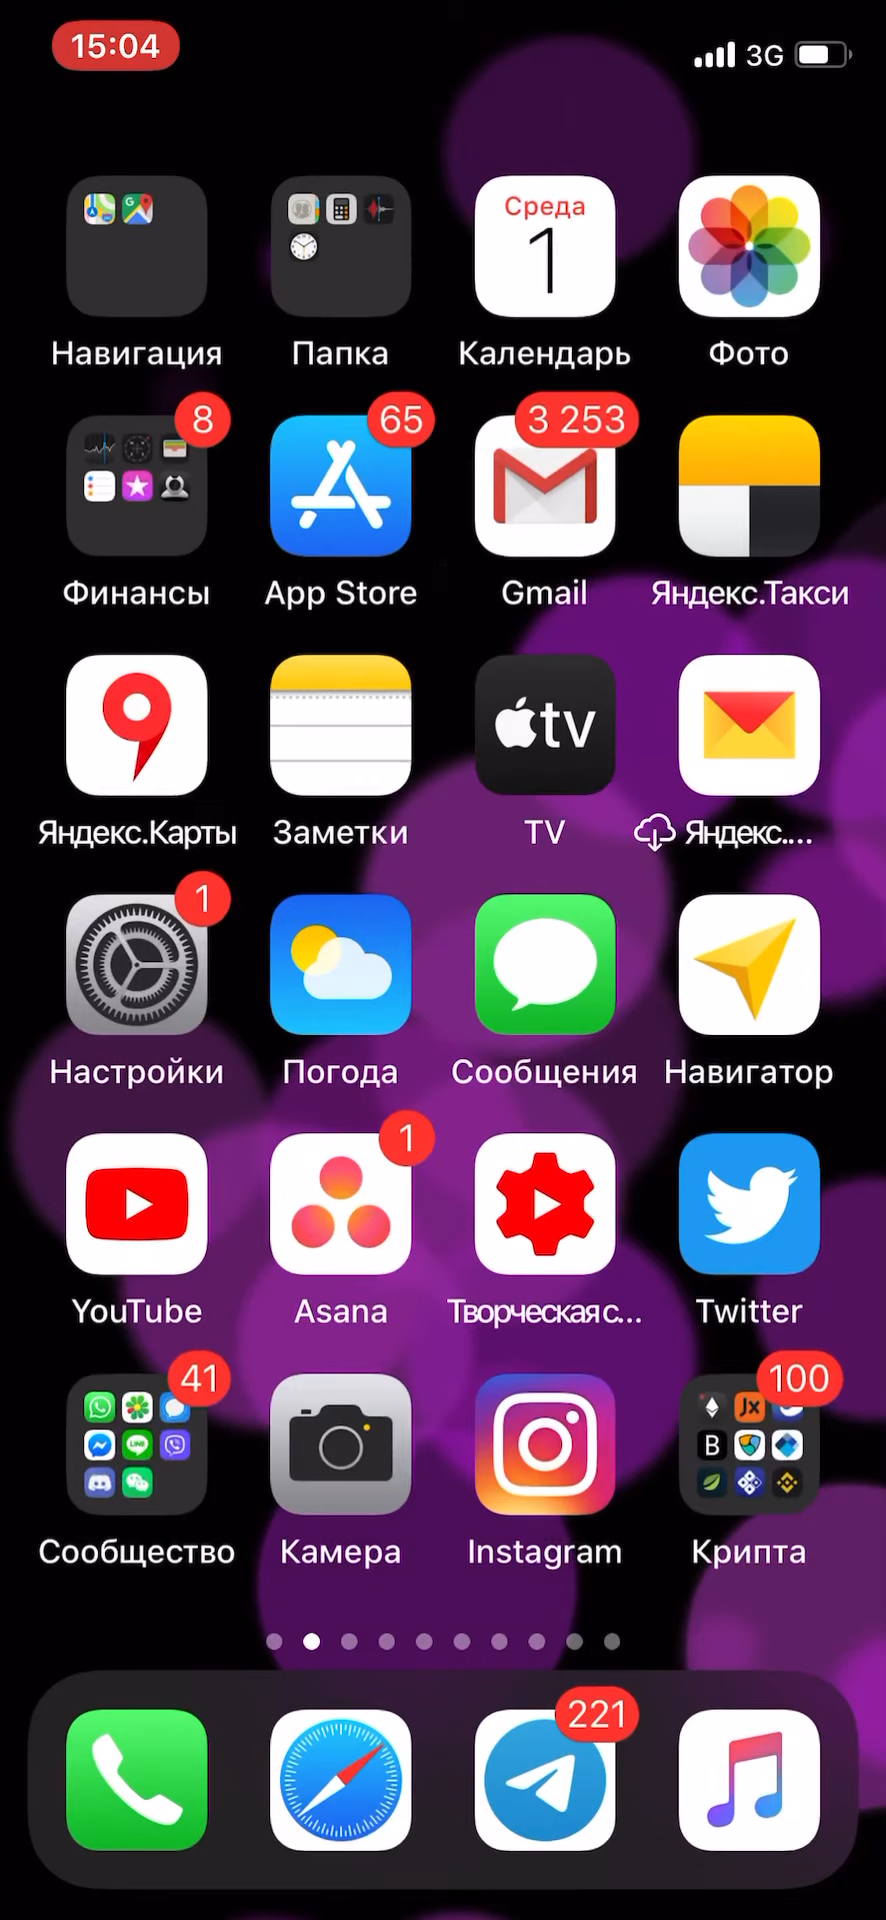 15:04
3G
Среда
1
Навигация
Папка
Календарь
Фото
8
65
3 253
Финансы
App Store
Gmail
Яндекс.Такси
tv
Яндекс.Карты
Заметки
TV
Яндекс....
1
Настройки
Погода
Сообщения
Навигатор
1
YouTube
Asana
Творческая с...
Twitter
41
100
JX
LINE
B
Сообщество
Камера
Instagram
Крипта
221